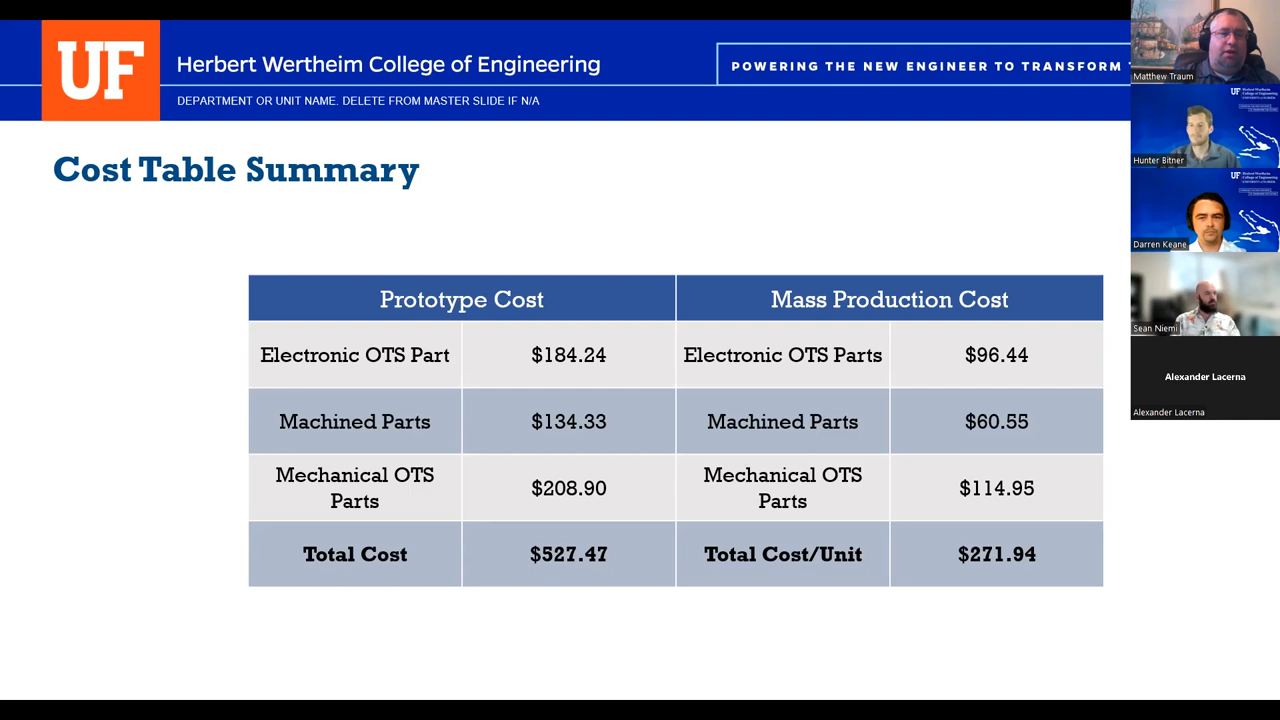 UF
Herbert Wertheim College of Engineering
DEPARTMENT OR UNIT NAME. DELETE FROM MASTER SLIDE IF N/A
POWERING THE NEW ENGINEER TO TRANSFORM
Cost Table Summary
Prototype Cost
Mass Production Cost
Electronic OTS Part
$184.24
Electronic OTS Parts
$96.44
Machined Parts
$134.33
Machined Parts
$60.55
Mechanical OTS
Parts
$208.90
Mechanical OTS
Parts
$114.95
Total Cost
$527.47
Total Cost/Unit
$271.94
Matthew Traum
UF
Hunter Bitner
UF
Darren Keane
Sean Niemi
Alexander Lacerna
Alexander Lacerna